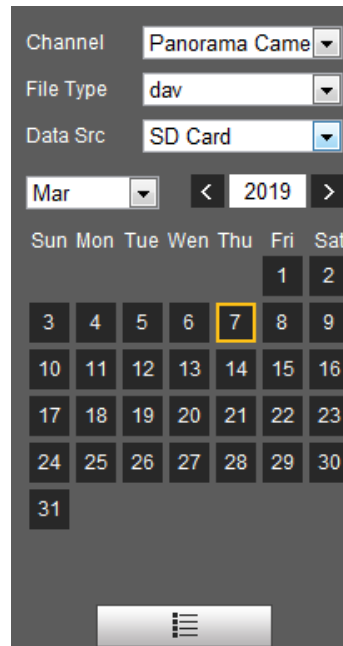 Channel Panorama Came
File Type dav
Data Src SD Card
Mar < 2019 >
Sun Mon Tue Wen Thu Fri Sat
1 2
3 4 5 6 7 8 9
10 11 12 13 14 15 16
17 18 19 20 21 22 23
24 25 26 27 28 29 30
31